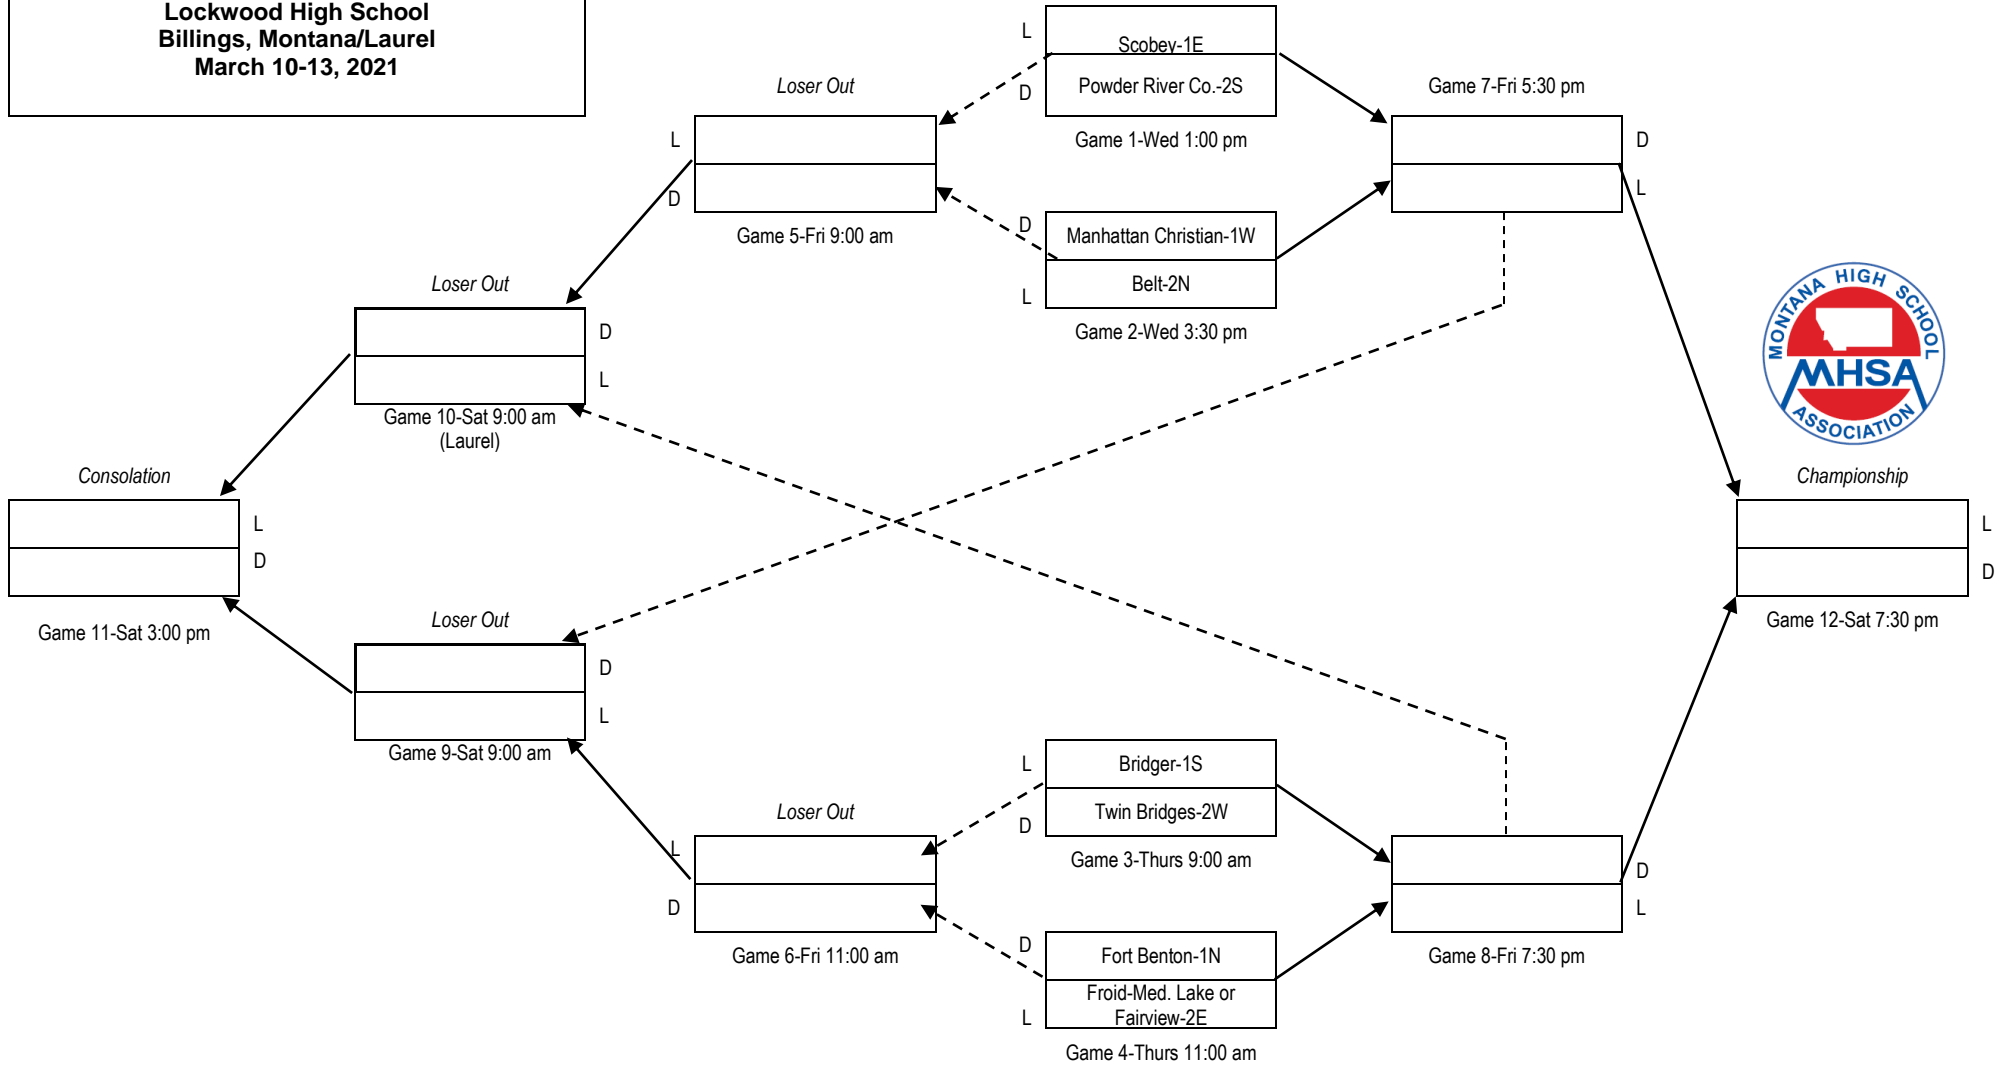 Lockwood High School
Billings, Montana/Laurel
March 10-13, 2021
L
Scobey-1E
D
Powder River Co.-2S
Game 1-Wed 1:00 pm
Loser Out
L
D
Game 5-Fri 9:00 am
Game 7-Fri 5:30 pm
D
L
D
Manhattan Christian-1W
L
Belt-2N
Game 2-Wed 3:30 pm
Loser Out
D
L
Game 10-Sat 9:00 am
(Laurel)
MONTANA HIGH SCHOOL
MHSA
ASSOCIATION
Consolation
L
D
Game 11-Sat 3:00 pm
Championship
L
D
Game 12-Sat 7:30 pm
Loser Out
D
L
Game 9-Sat 9:00 am
L
Bridger-1S
D
Twin Bridges-2W
Game 3-Thurs 9:00 am
Loser Out
L
D
Game 6-Fri 11:00 am
D
L
Game 8-Fri 7:30 pm
D
Fort Benton-1N
L
Froid-Med. Lake or
Fairview-2E
Game 4-Thurs 11:00 am